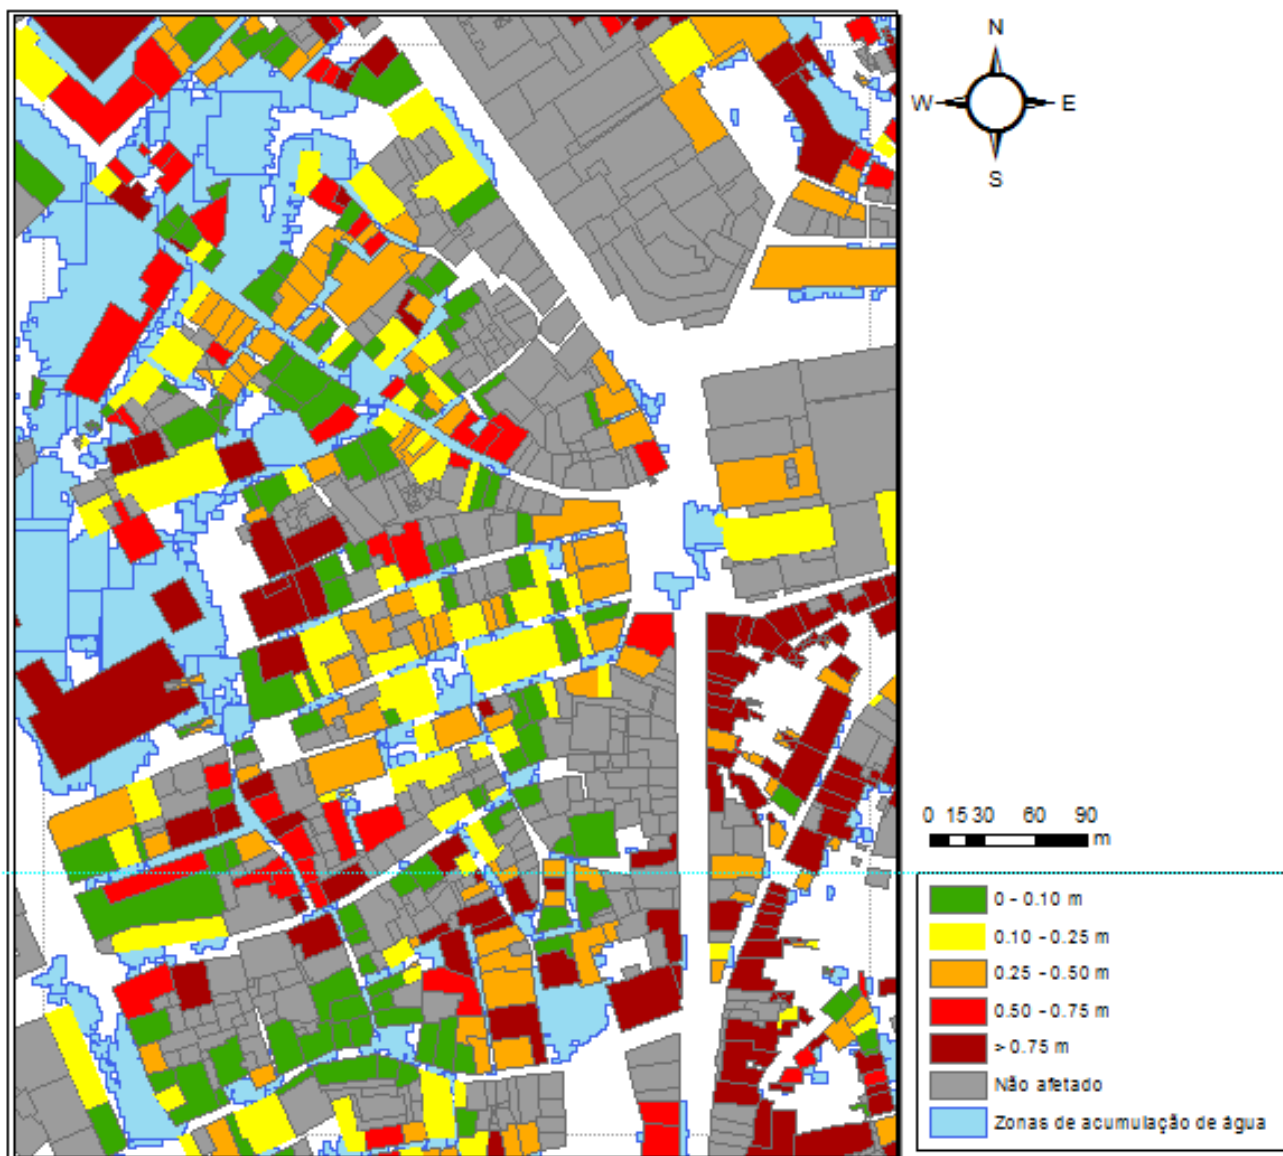 N
W E
S
0 15 30 60 90
m
0 - 0.10 m
0.10 - 0.25 m
0.25 - 0.50 m
0.50 - 0.75 m
> 0.75 m
Não afetado
Zonas de acumulação de água